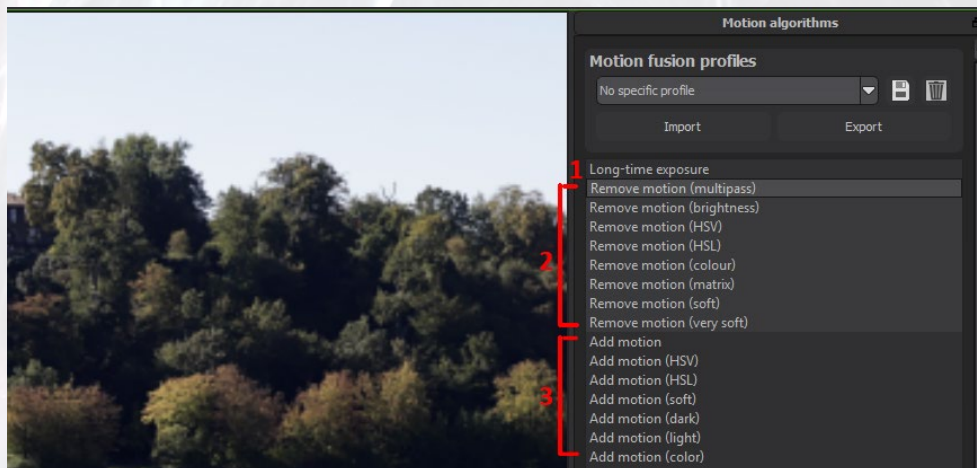 Motion algorithms
Motion fusion profiles
No specific profile
Import Export
1 Long-time exposure
Remove motion (multipass)
Remove motion (brightness)
Remove motion (HSV)
Remove motion (HSL)
2 Remove motion (colour)
Remove motion (matrix)
Remove motion (soft)
Remove motion (very soft)
Add motion
Add motion (HSV)
Add motion (HSL)
3 Add motion (soft)
Add motion (dark)
Add motion (light)
Add motion (color)